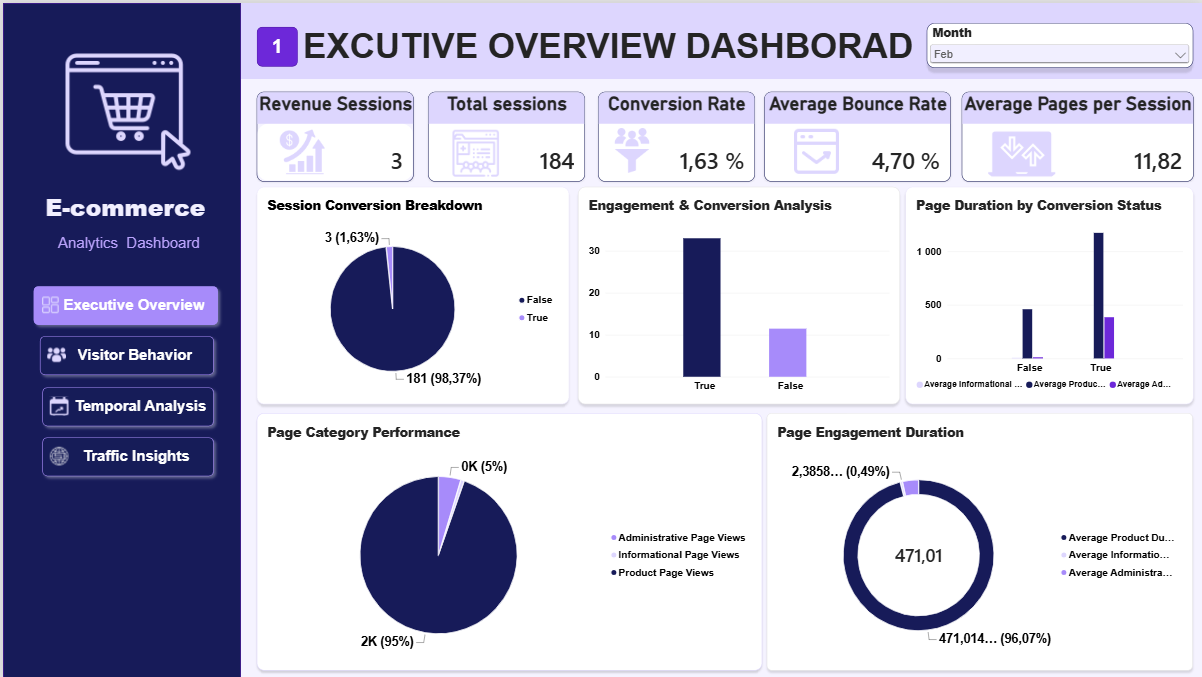 1
EXCUTIVE OVERVIEW DASHBORAD
Month
Feb
E-commerce
Analytics Dashboard
Executive Overview
Visitor Behavior
Temporal Analysis
Traffic Insights
Revenue Sessions
3
Total sessions
184
Conversion Rate
1,63 %
Average Bounce Rate
4,70 %
Average Pages per Session
11,82
Session Conversion Breakdown
3 (1,63%)
181 (98,37%)
False
True
Engagement & Conversion Analysis
30
20
10
0
True
False
Page Duration by Conversion Status
1 000
500
0
False
True
Average Informational ...
Average Produc...
Average Ad...
Page Category Performance
0K (5%)
2K (95%)
Administrative Page Views
Informational Page Views
Product Page Views
Page Engagement Duration
2,3858... (0,49%)
471,01
471,014... (96,07%)
Average Product Du...
Average Informatio...
Average Administra...